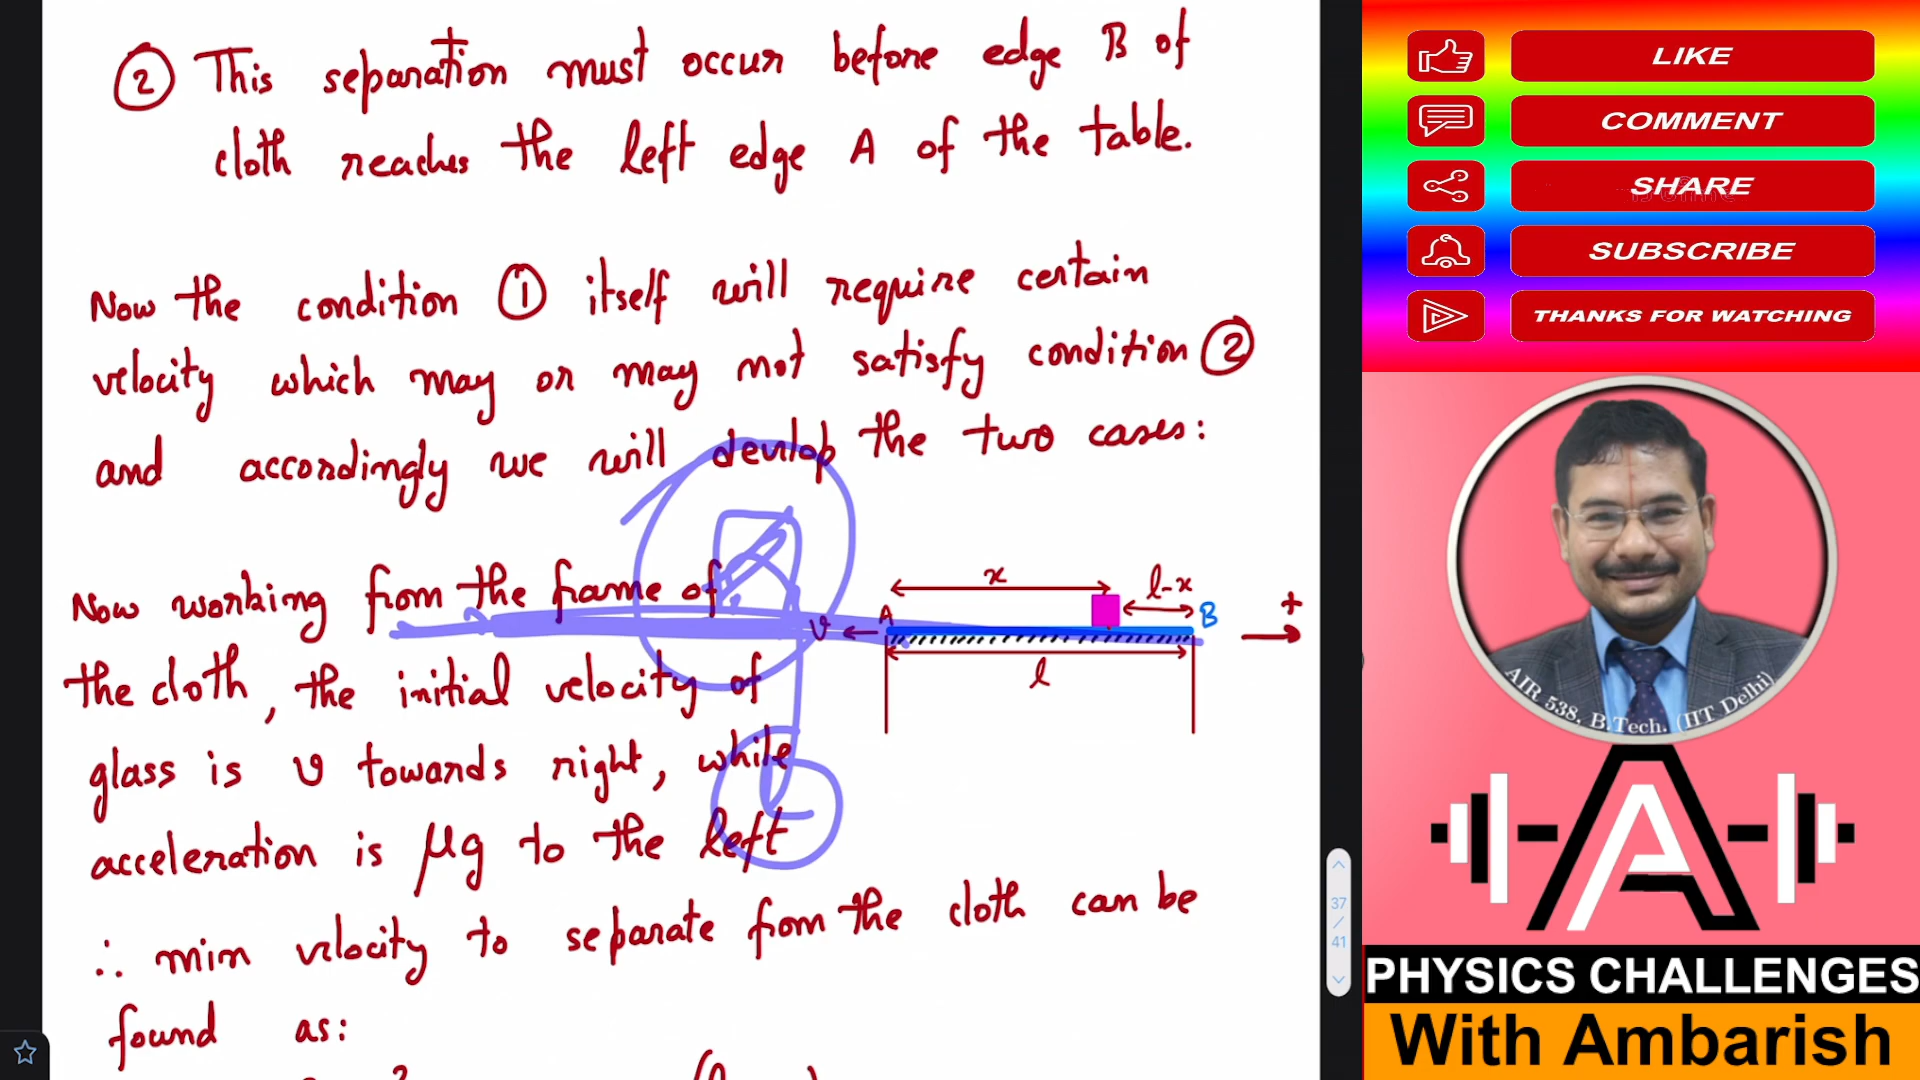 ② This separation must occur before edge B of
cloth reaches the left edge A of the table.
Now the condition ① itself will require certain
velocity which may or may not satisfy condition ②
and accordingly we will devlop the two cases:
Now working from the frame of
the cloth, the initial velocity of
glass is v towards right, while
acceleration is μg to the left
∴ min velocity to separate from the cloth can be
found as:
x
l-x
A
B
+
v
l
37
/
41
LIKE
COMMENT
SHARE
SUBSCRIBE
THANKS FOR WATCHING
AIR 538, B.Tech. (IIT Delhi)
A
PHYSICS CHALLENGES
With Ambarish